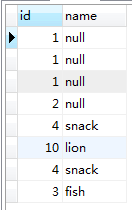 id name
1 null
1 null
1 null
2 null
4 snack
10 lion
4 snack
3 fish